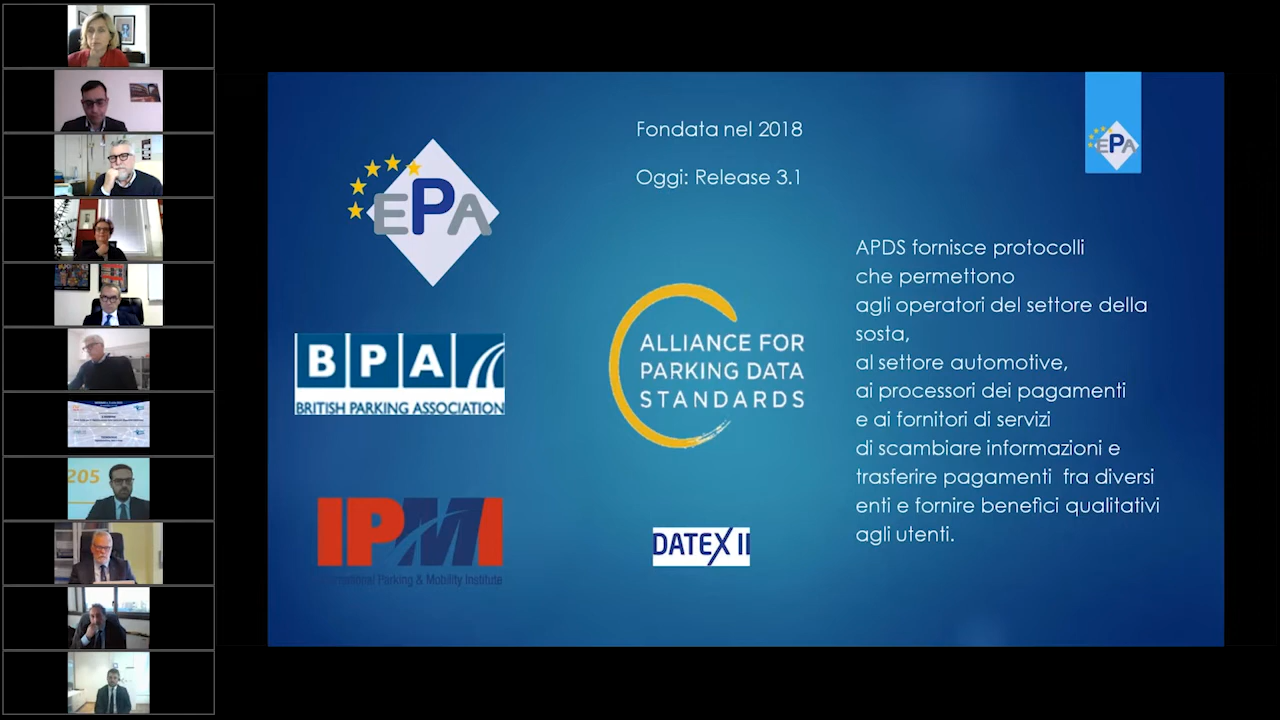 Fondata nel 2018
Oggi: Release 3.1
EPA
EPA
BPA
BRITISH PARKING ASSOCIATION
IPMI
Parking & Mobility Institute
ALLIANCE FOR
PARKING DATA
STANDARDS
DATEX II
APDS fornisce protocolli
che permettono
agli operatori del settore della
sosta,
al settore automotive,
ai processori dei pagamenti
e ai fornitori di servizi
di scambiare informazioni e
trasferire pagamenti fra diversi
enti e fornire benefici qualitativi
agli utenti.
205